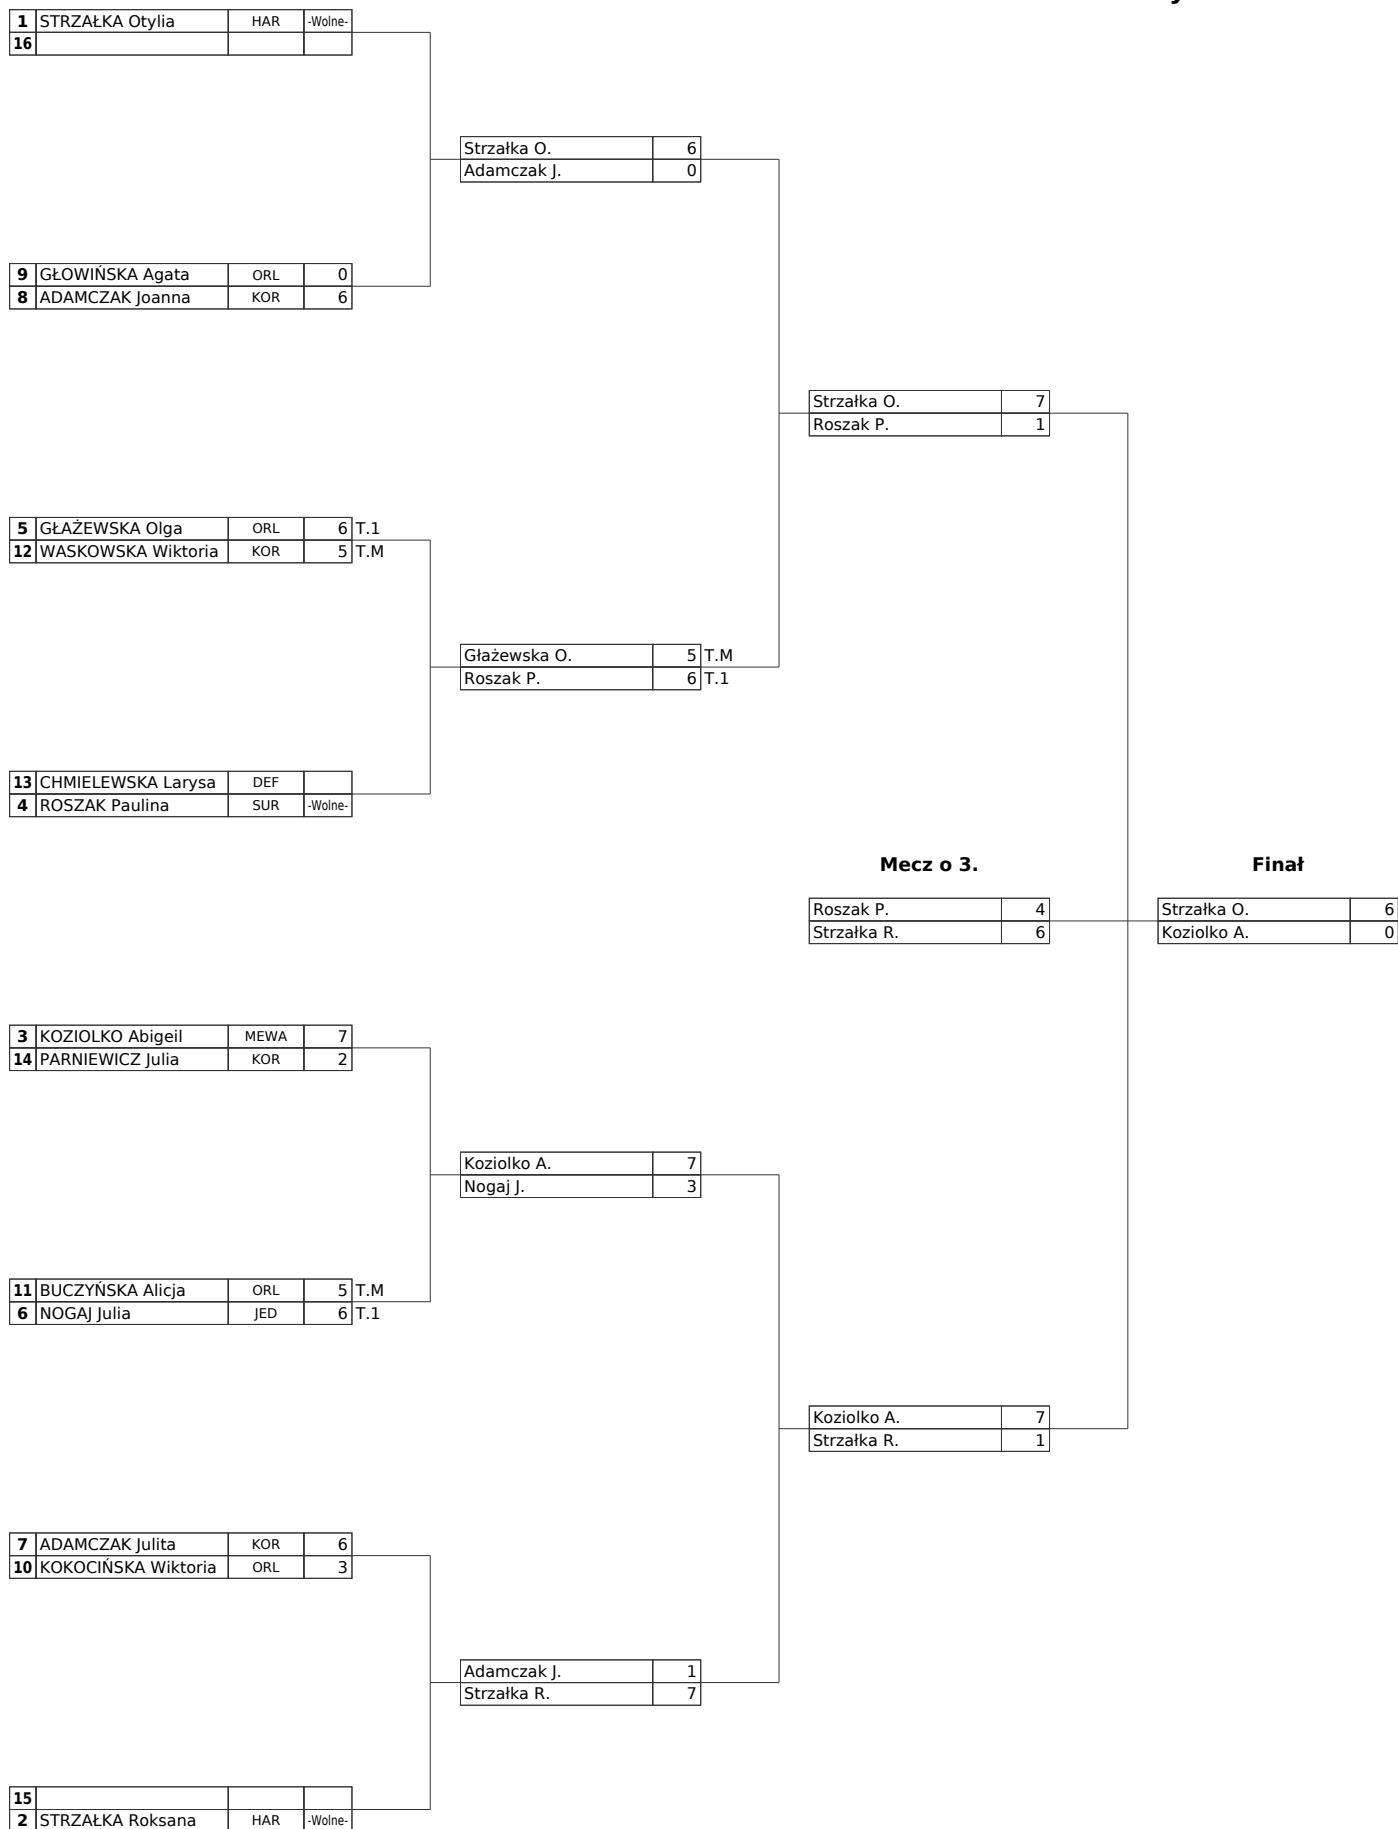 1 STRZAŁKA Otylia HAR -Wolne-
16
Strzałka O. 6
Adamczak J. 0
9 GŁOWIŃSKA Agata ORL 0
8 ADAMCZAK Joanna KOR 6
Strzałka O. 7
Roszak P. 1
5 GŁAŻEWSKA Olga ORL 6 T.1
12 WASKOWSKA Wiktoria KOR 5 T.M
Głażewska O. 5 T.M
Roszak P. 6 T.1
13 CHMIELEWSKA Larysa DEF
4 ROSZAK Paulina SUR -Wolne-
Mecz o 3. Finał
Roszak P. 4 Strzałka O. 6
Strzałka R. 6 Koziolko A. 0
3 KOZIOLKO Abigeil MEWA 7
14 PARNIEWICZ Julia KOR 2
Koziolko A. 7
Nogaj J. 3
11 BUCZYŃSKA Alicja ORL 5 T.M
6 NOGAJ Julia JED 6 T.1
Koziolko A. 7
Strzałka R. 1
7 ADAMCZAK Julita KOR 6
10 KOKOCIŃSKA Wiktoria ORL 3
Adamczak J. 1
Strzałka R. 7
15
2 STRZAŁKA Roksana HAR -Wolne-